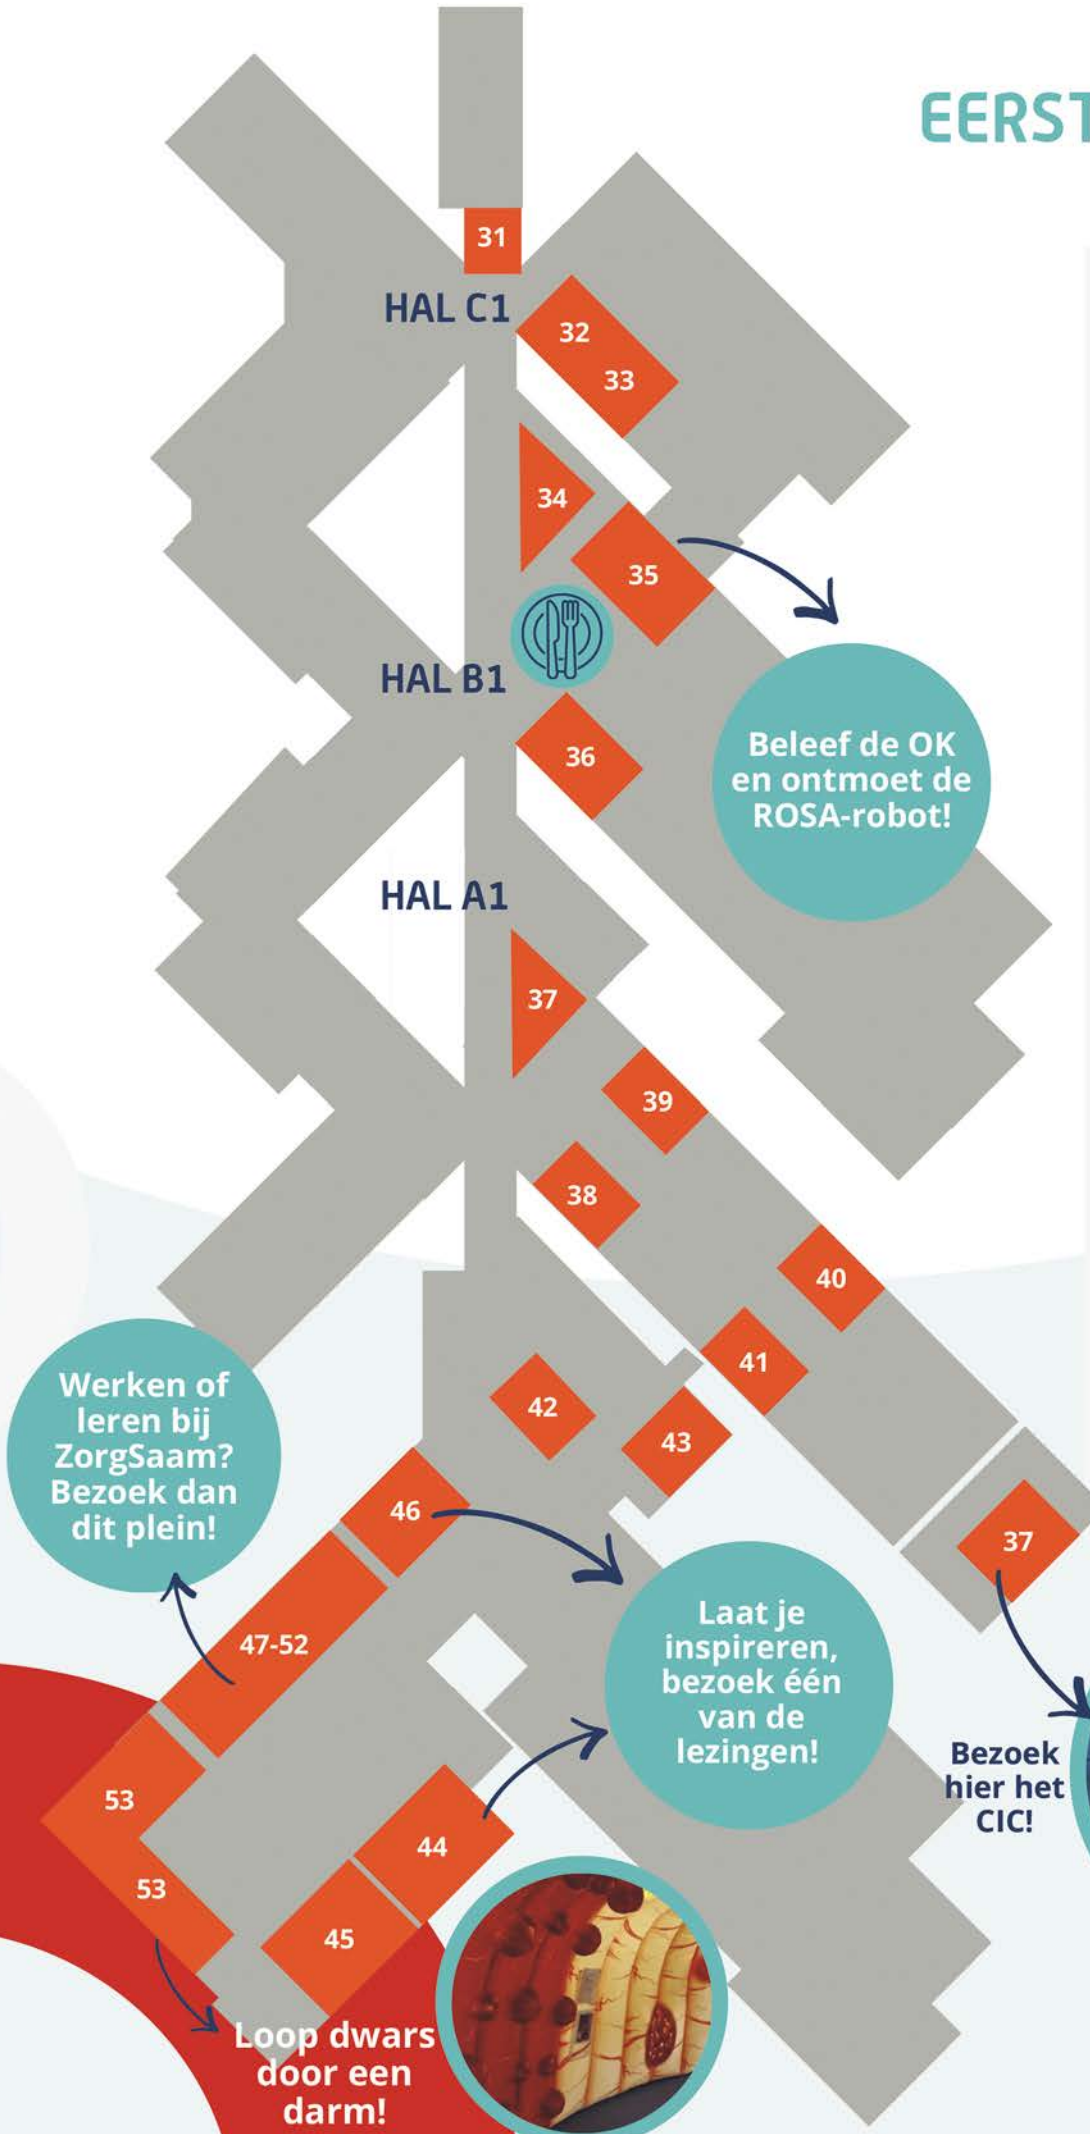 EERST
31
HAL C1
32
33
34
35
HAL B1
36
Beleef de OK
en ontmoet de
ROSA-robot!
HAL A1
37
39
38
40
41
42
43
Werken of
leren bij
ZorgSaam?
Bezoek dan
dit plein!
46
37
47-52
Laat je
inspireren,
bezoek één
van de
lezingen!
Bezoek
hier het
CIC!
53
44
53
45
Loop dwars
door een
darm!